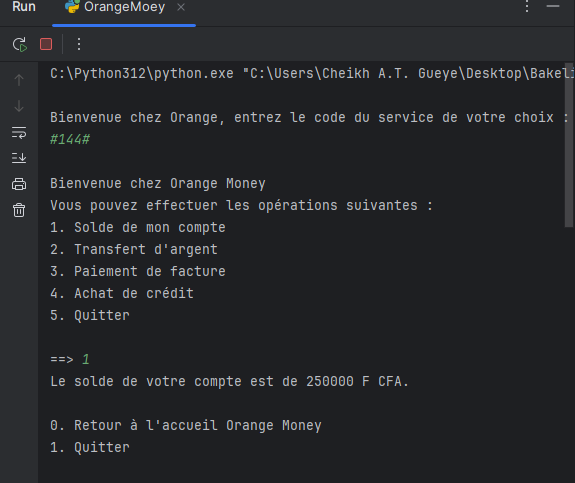 Run OrangeMoey
C:\Python312\python.exe "C:\Users\Cheikh A.T. Gueye\Desktop\Bakeli
Bienvenue chez Orange, entrez le code du service de votre choix :
#144#
Bienvenue chez Orange Money
Vous pouvez effectuer les opérations suivantes :
1. Solde de mon compte
2. Transfert d'argent
3. Paiement de facture
4. Achat de crédit
5. Quitter
==> 1
Le solde de votre compte est de 250000 F CFA.
0. Retour à l'accueil Orange Money
1. Quitter